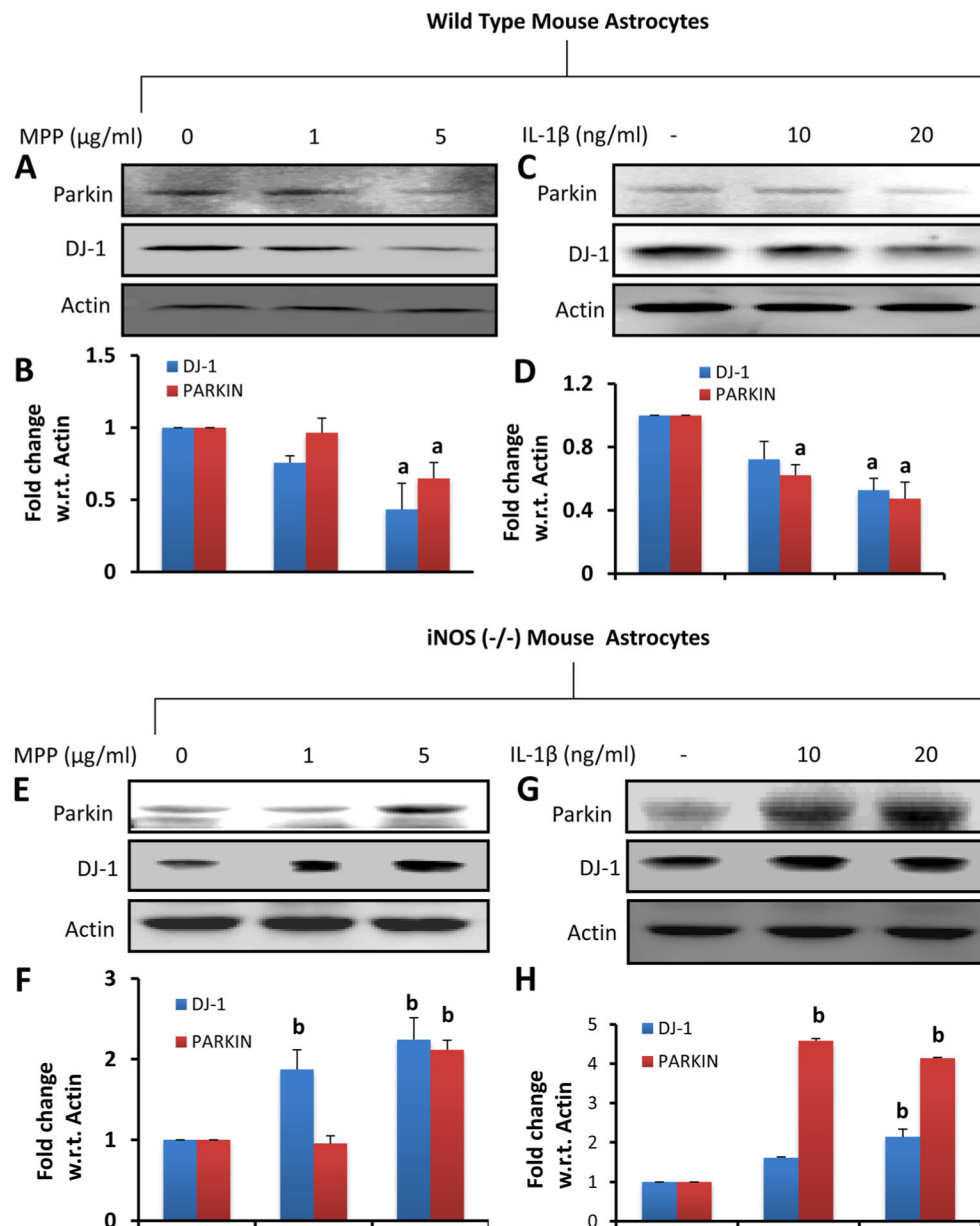 Wild Type Mouse Astrocytes
MPP (µg/ml) 0 1 5
IL-1β (ng/ml) - 10 20
A
Parkin
DJ-1
Actin
C
Parkin
DJ-1
Actin
B
DJ-1
PARKIN
Fold change
w.r.t. Actin
1.5
1
0.5
0
a a
D
DJ-1
PARKIN
Fold change
w.r.t. Actin
1.2
0.9
0.6
0.3
0
a a a
iNOS (-/-) Mouse Astrocytes
MPP (µg/ml) 0 1 5
IL-1β (ng/ml) - 10 20
E
Parkin
DJ-1
Actin
G
Parkin
DJ-1
Actin
F
DJ-1
PARKIN
Fold change
w.r.t. Actin
3
2
1
0
b b b
H
DJ-1
PARKIN
Fold change
w.r.t. Actin
5
4
3
2
1
0
b b b